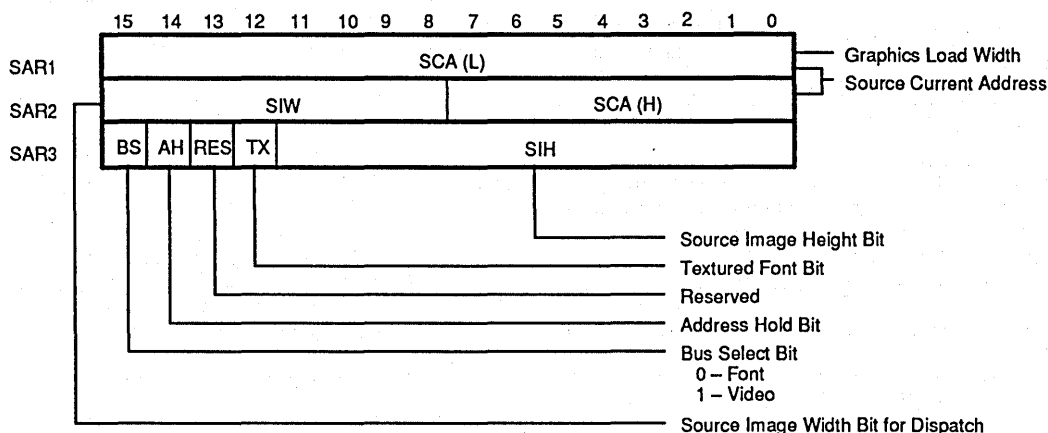 15 14 13 12 11 10 9 8 7 6 5 4 3 2 1 0
SAR1 SCA (L) Graphics Load Width
Source Current Address
SAR2 SIW SCA (H)
SAR3 BS AH RES TX SIH
Source Image Height Bit
Textured Font Bit
Reserved
Address Hold Bit
Bus Select Bit
0 – Font
1 – Video
Source Image Width Bit for Dispatch